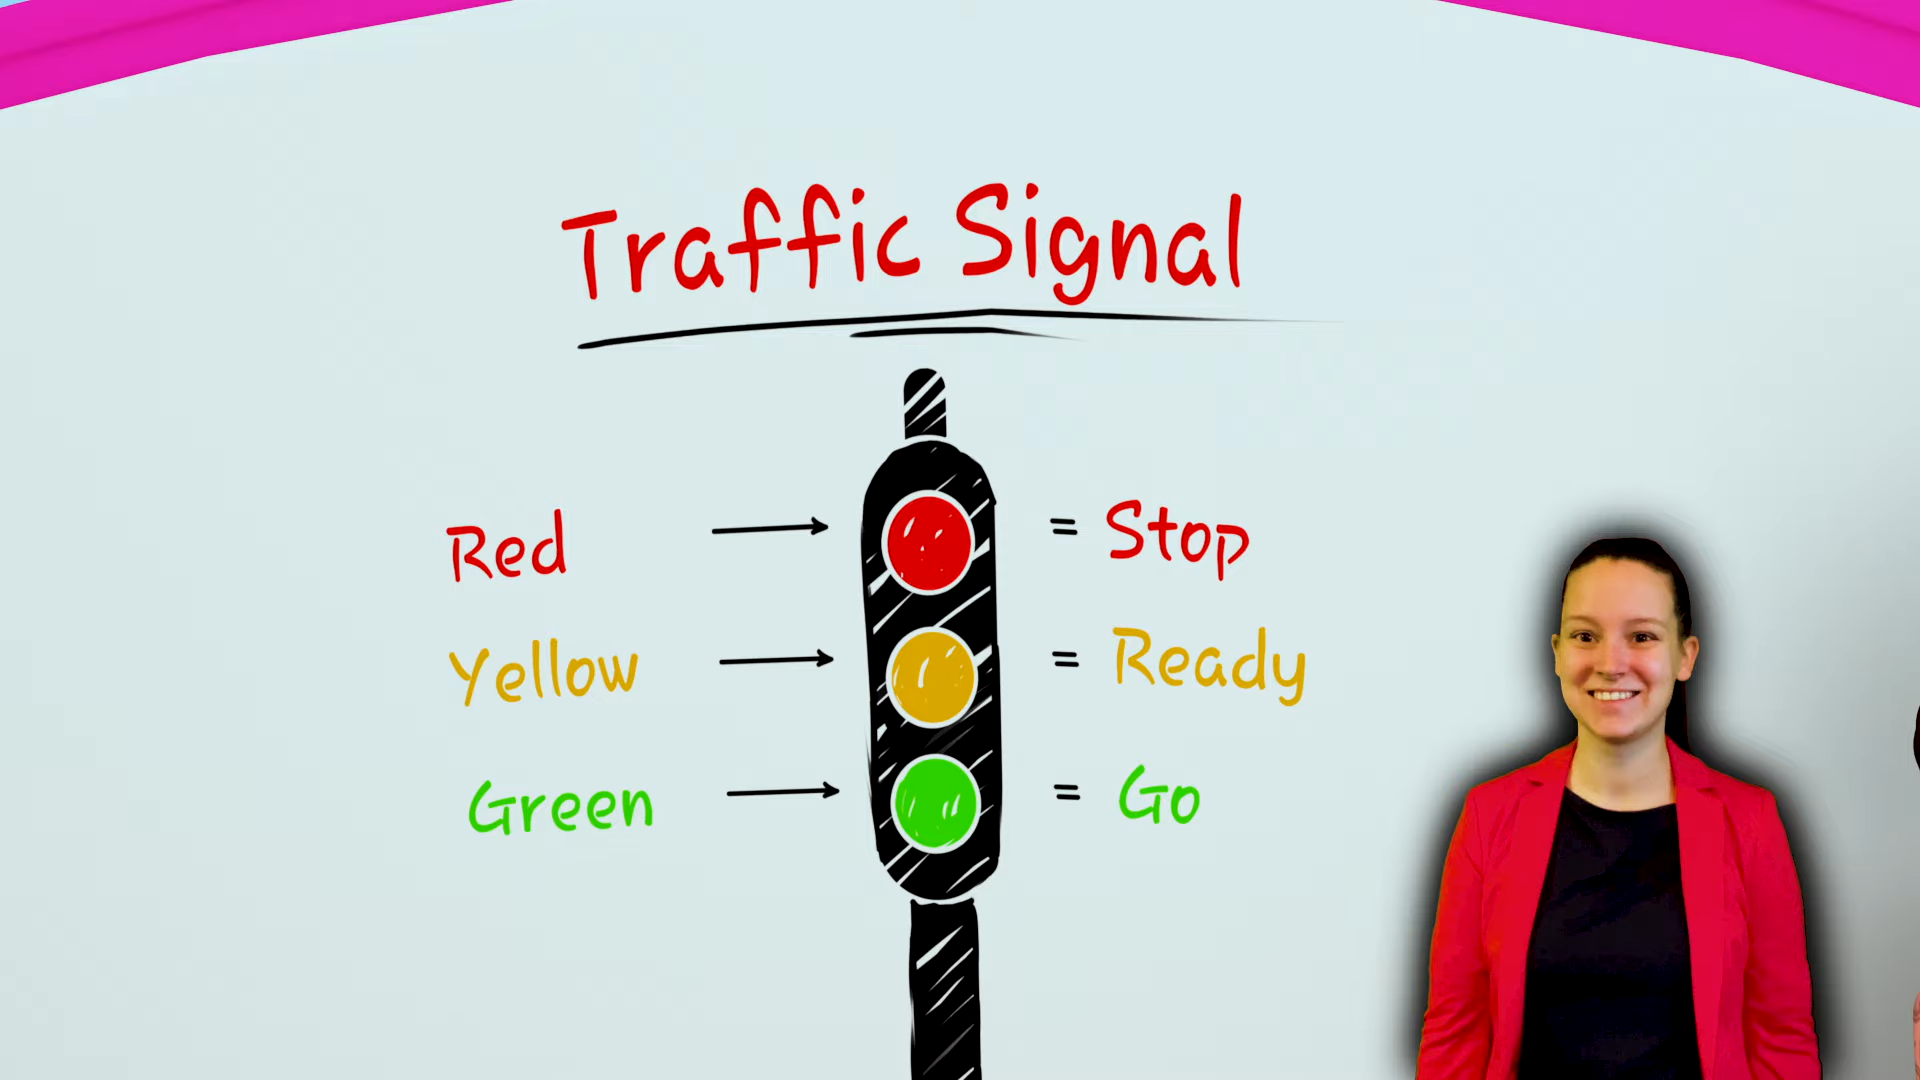 Traffic Signal
Red = Stop
Yellow = Ready
Green = Go